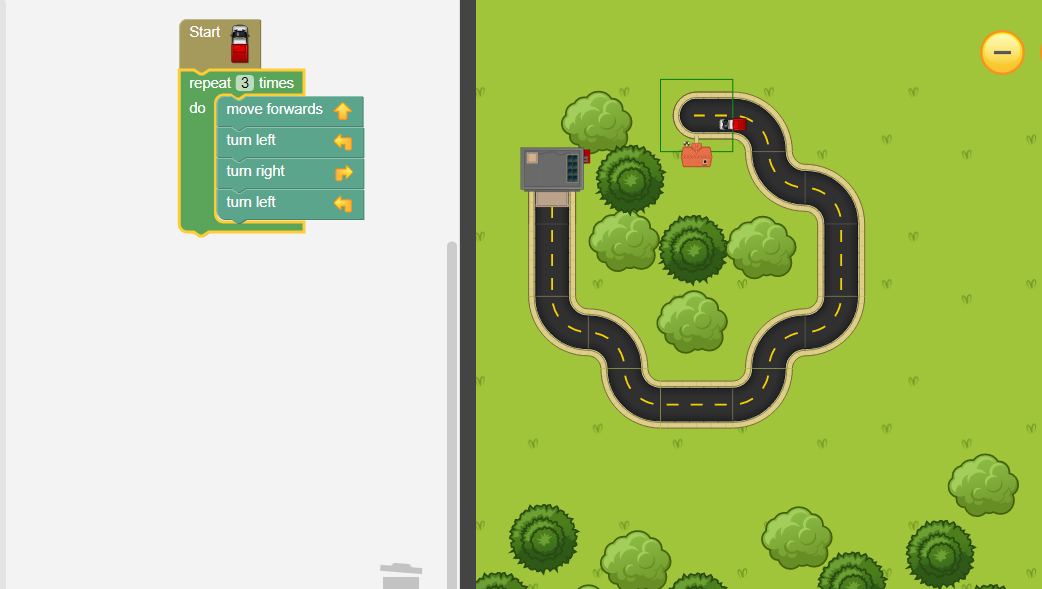 Start
repeat 3 times
do
move forwards
turn left
turn right
turn left